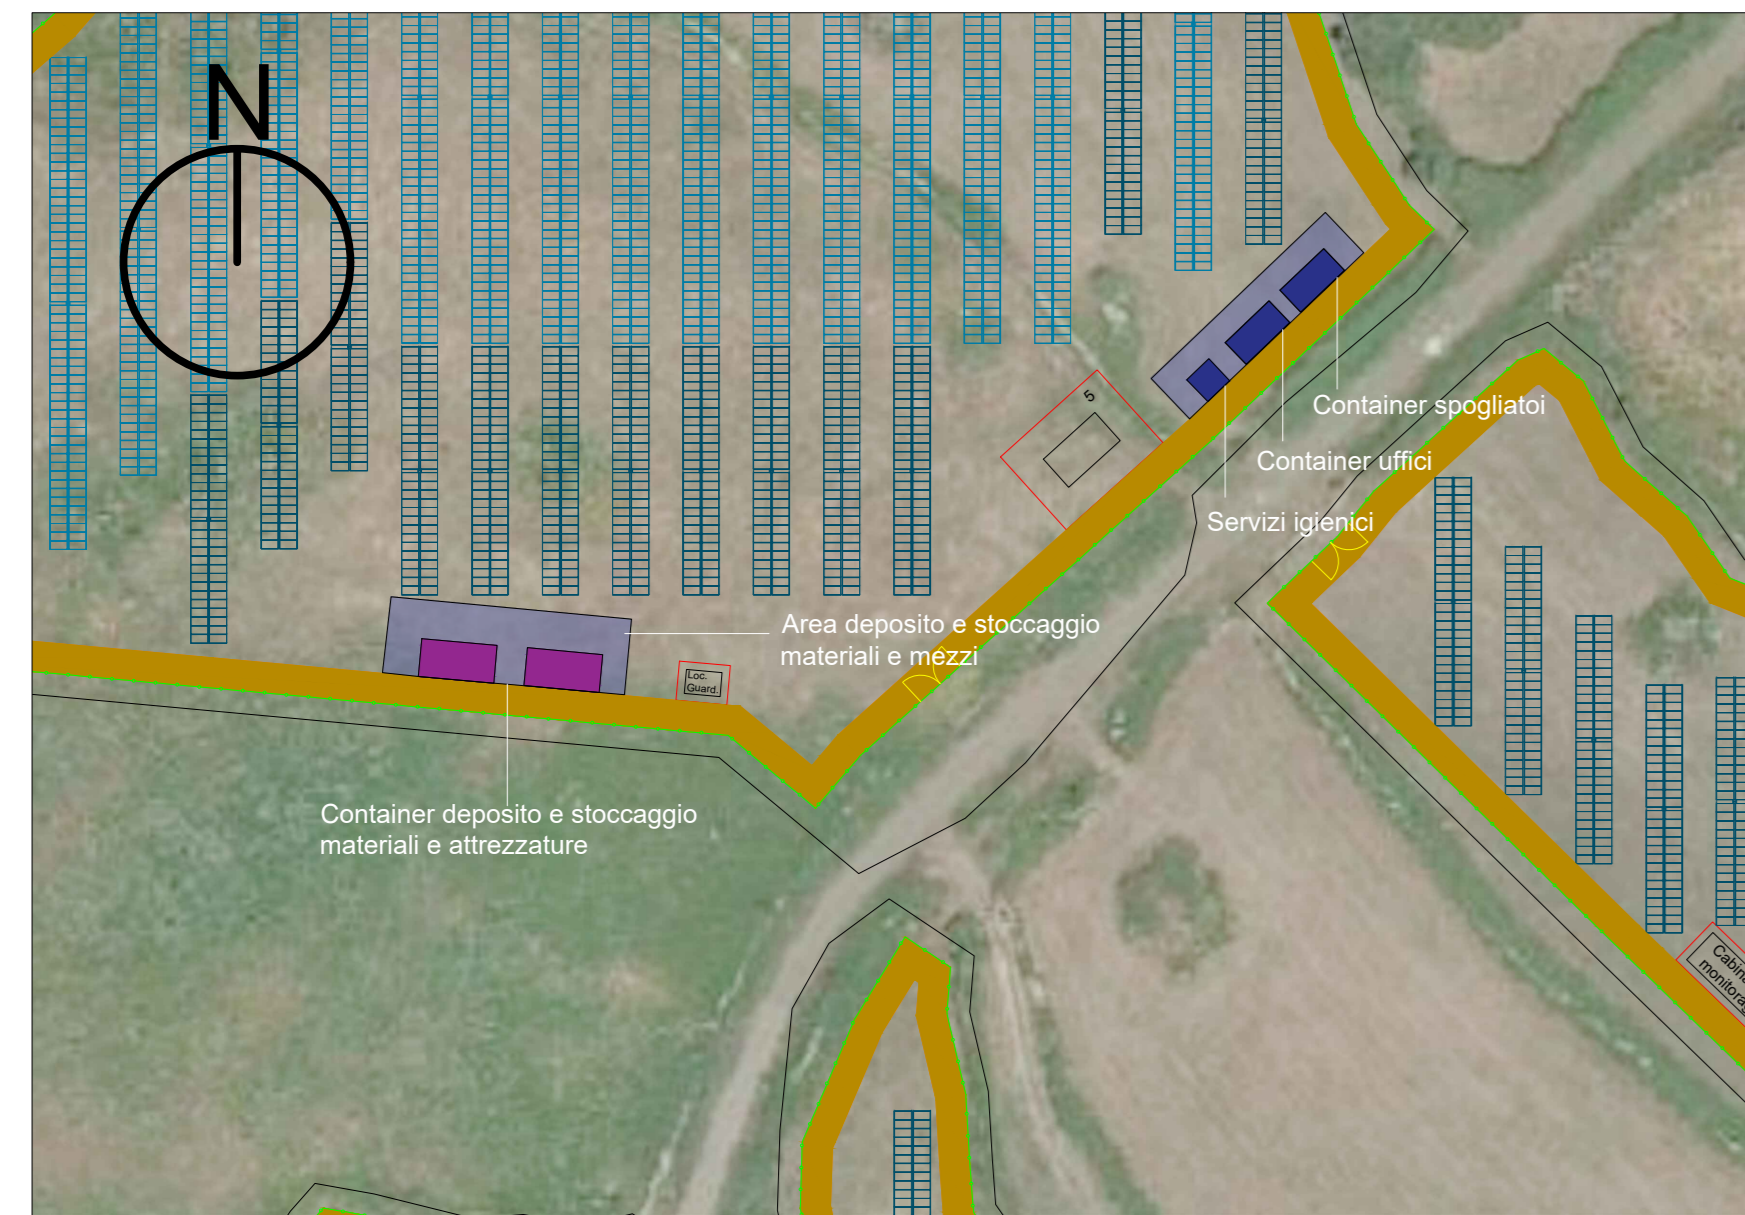 N
5
Container spogliatoi
Container uffici
Servizi igienici
Area deposito e stoccaggio
materiali e mezzi
Loc.
Guard.
Container deposito e stoccaggio
materiali e attrezzature